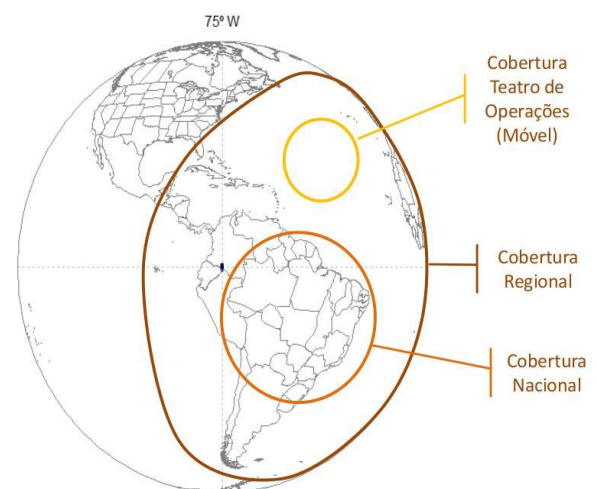 75º W
Cobertura
Teatro de
Operações
(Móvel)
Cobertura
Regional
Cobertura
Nacional